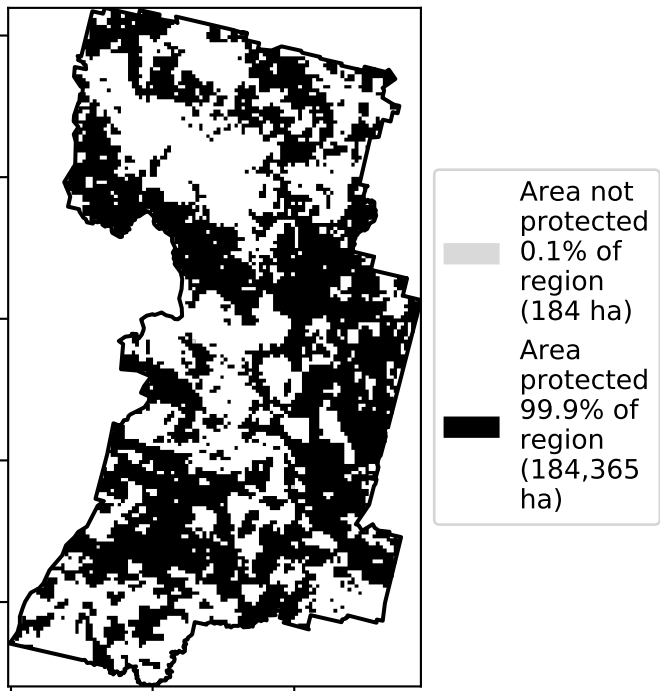 Area not
protected
0.1% of
region
(184 ha)
Area
protected
99.9% of
region
(184,365
ha)